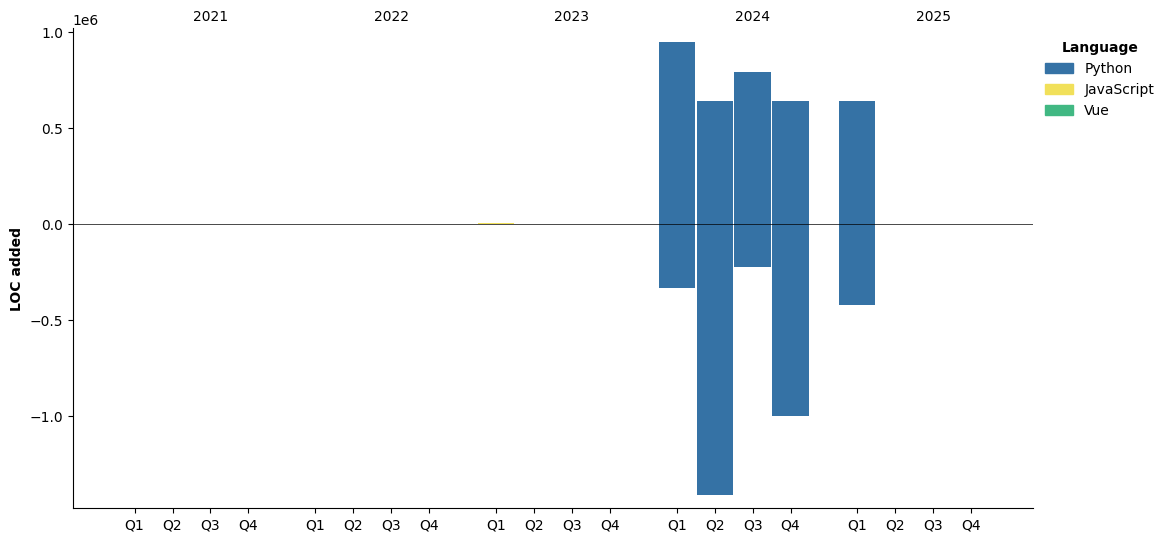 1e6
2021 2022 2023 2024 2025
1.0
0.5
0.0
−0.5
−1.0
LOC added
Q1 Q2 Q3 Q4 Q1 Q2 Q3 Q4 Q1 Q2 Q3 Q4 Q1 Q2 Q3 Q4 Q1 Q2 Q3 Q4
Language
Python
JavaScript
Vue